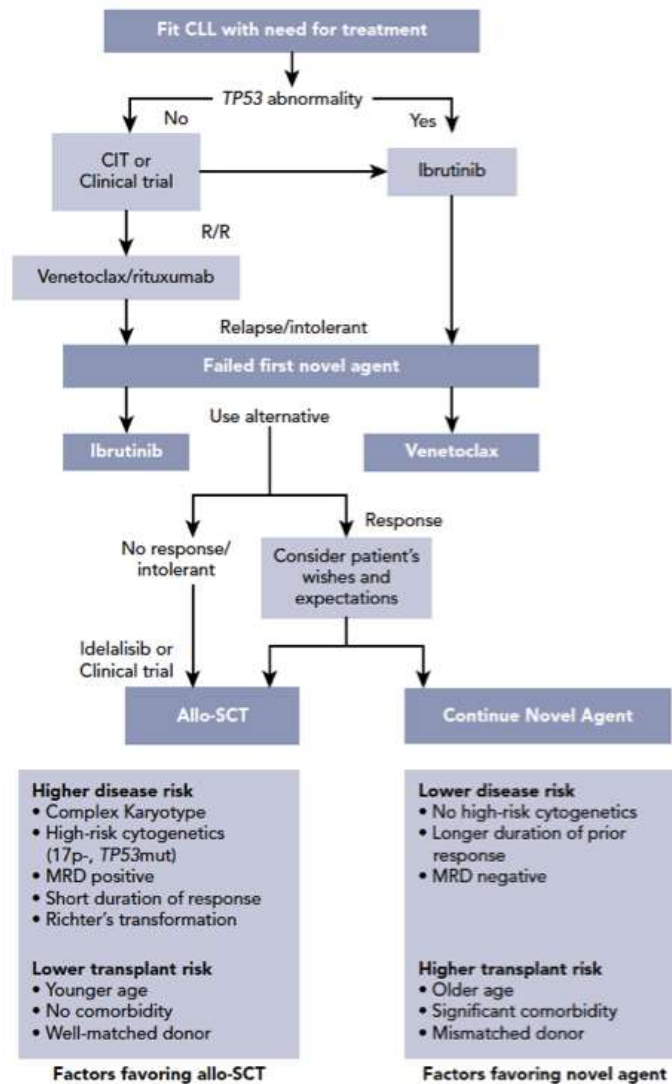 Fit CLL with need for treatment
TP53 abnormality
No
Yes
CIT or
Clinical trial
Ibrutinib
R/R
Venetoclax/rituxumab
Relapse/intolerant
Failed first novel agent
Use alternative
Ibrutinib
Venetoclax
Response
No response/
intolerant
Consider patient's
wishes and
expectations
Idelalisib or
Clinical trial
Allo-SCT
Continue Novel Agent
Higher disease risk
• Complex Karyotype
• High-risk cytogenetics
(17p-, TP53mut)
• MRD positive
• Short duration of response
• Richter's transformation
Lower transplant risk
• Younger age
• No comorbidity
• Well-matched donor
Factors favoring allo-SCT
Lower disease risk
• No high-risk cytogenetics
• Longer duration of prior
response
• MRD negative
Higher transplant risk
• Older age
• Significant comorbidity
• Mismatched donor
Factors favoring novel agent